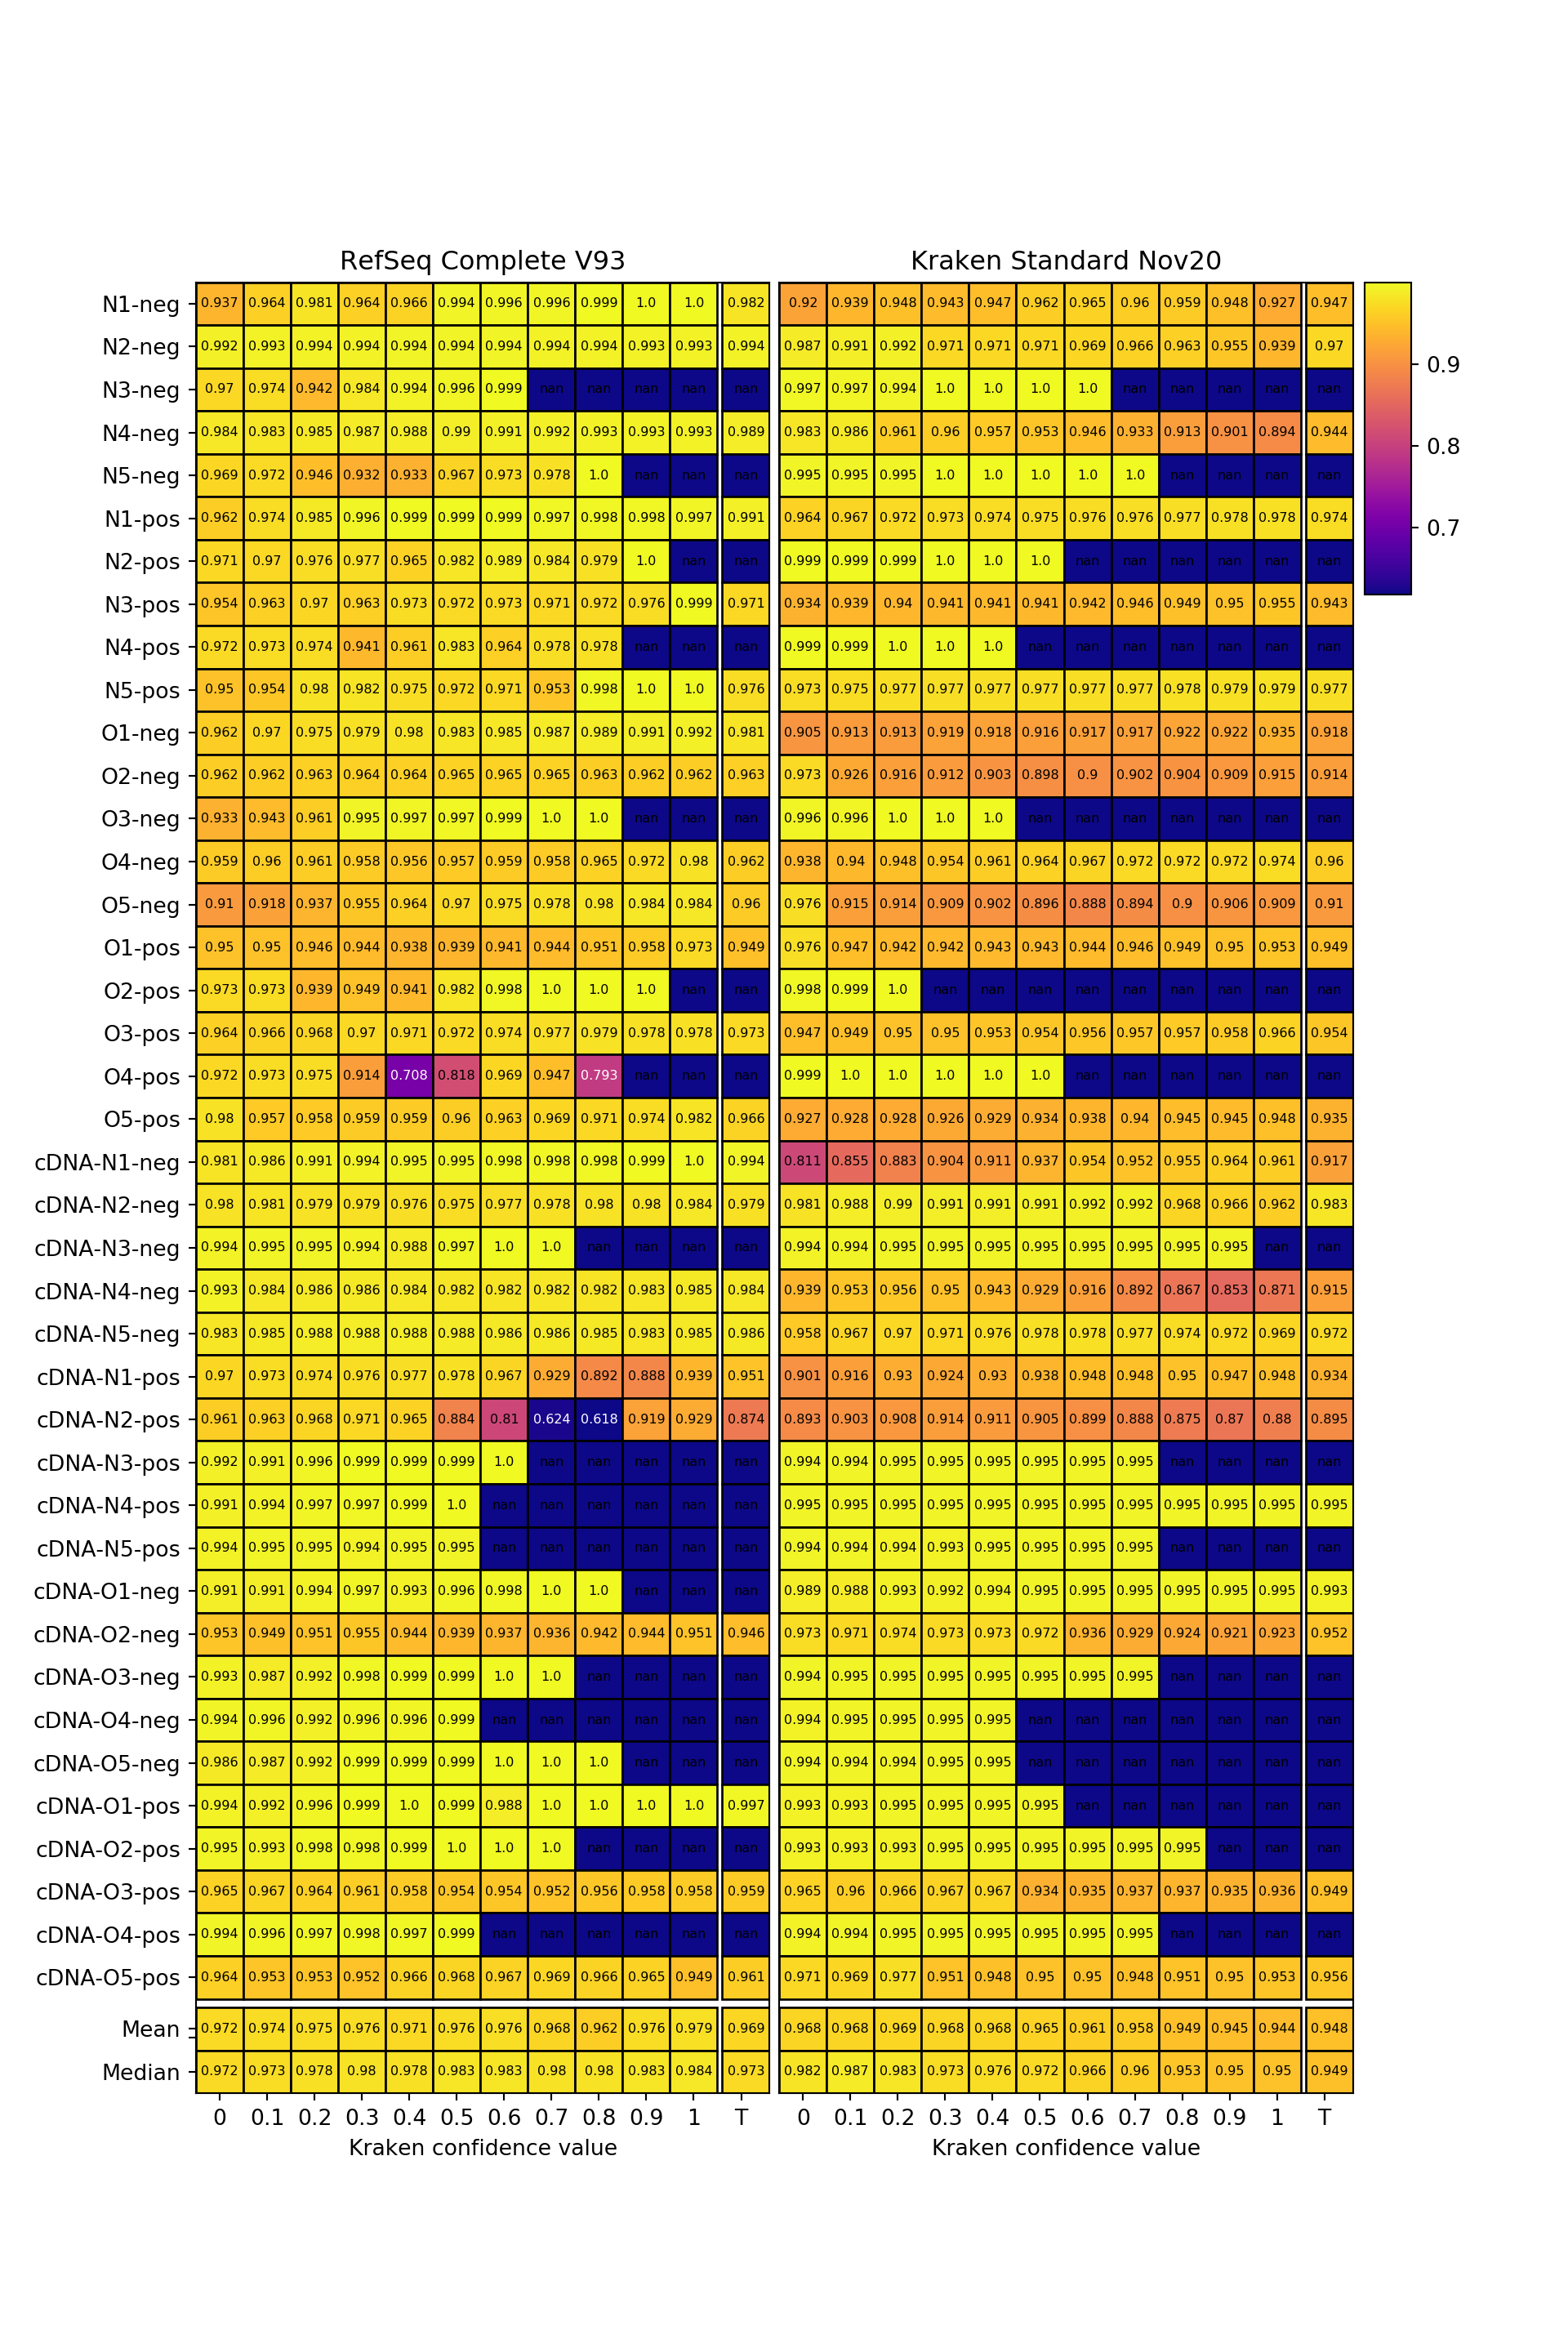 RefSeq Complete V93 Kraken Standard Nov20
N1-neg 0.937 0.964 0.981 0.964 0.966 0.994 0.996 0.996 0.999 1.0 1.0 0.982 0.92 0.939 0.948 0.943 0.947 0.962 0.965 0.96 0.959 0.948 0.927 0.947
N2-neg 0.992 0.993 0.994 0.994 0.994 0.994 0.994 0.994 0.994 0.993 0.993 0.994 0.987 0.991 0.992 0.971 0.971 0.971 0.969 0.966 0.963 0.955 0.939 0.97
0.9
N3-neg 0.97 0.974 0.942 0.984 0.994 0.996 0.999 nan nan nan nan nan 0.997 0.997 0.994 1.0 1.0 1.0 1.0 nan nan nan nan nan
N4-neg 0.984 0.983 0.985 0.987 0.988 0.99 0.991 0.992 0.993 0.993 0.993 0.989 0.983 0.986 0.961 0.96 0.957 0.953 0.946 0.933 0.913 0.901 0.894 0.944
0.8
N5-neg 0.969 0.972 0.946 0.932 0.933 0.967 0.973 0.978 1.0 nan nan nan 0.995 0.995 0.995 1.0 1.0 1.0 1.0 1.0 nan nan nan nan
N1-pos 0.962 0.974 0.985 0.996 0.999 0.999 0.999 0.997 0.998 0.998 0.997 0.991 0.964 0.967 0.972 0.973 0.974 0.975 0.976 0.976 0.977 0.978 0.978 0.974
0.7
N2-pos 0.971 0.97 0.976 0.977 0.965 0.982 0.989 0.984 0.979 1.0 nan nan 0.999 0.999 0.999 1.0 1.0 1.0 nan nan nan nan nan nan
N3-pos 0.954 0.963 0.97 0.963 0.973 0.972 0.973 0.971 0.972 0.976 0.999 0.971 0.934 0.939 0.94 0.941 0.941 0.941 0.942 0.946 0.949 0.95 0.955 0.943
N4-pos 0.972 0.973 0.974 0.941 0.961 0.983 0.964 0.978 0.978 nan nan nan 0.999 0.999 1.0 1.0 1.0 nan nan nan nan nan nan nan
N5-pos 0.95 0.954 0.98 0.982 0.975 0.972 0.971 0.953 0.998 1.0 1.0 0.976 0.973 0.975 0.977 0.977 0.977 0.977 0.977 0.977 0.978 0.979 0.979 0.977
O1-neg 0.962 0.97 0.975 0.979 0.98 0.983 0.985 0.987 0.989 0.991 0.992 0.981 0.905 0.913 0.913 0.919 0.918 0.916 0.917 0.917 0.922 0.922 0.935 0.918
O2-neg 0.962 0.962 0.963 0.964 0.964 0.965 0.965 0.965 0.963 0.962 0.962 0.963 0.973 0.926 0.916 0.912 0.903 0.898 0.9 0.902 0.904 0.909 0.915 0.914
O3-neg 0.933 0.943 0.961 0.995 0.997 0.997 0.999 1.0 1.0 nan nan nan 0.996 0.996 1.0 1.0 1.0 nan nan nan nan nan nan nan
O4-neg 0.959 0.96 0.961 0.958 0.956 0.957 0.959 0.958 0.965 0.972 0.98 0.962 0.938 0.94 0.948 0.954 0.961 0.964 0.967 0.972 0.972 0.972 0.974 0.96
O5-neg 0.91 0.918 0.937 0.955 0.964 0.97 0.975 0.978 0.98 0.984 0.984 0.96 0.976 0.915 0.914 0.909 0.902 0.896 0.888 0.894 0.9 0.906 0.909 0.91
O1-pos 0.95 0.95 0.946 0.944 0.938 0.939 0.941 0.944 0.951 0.958 0.973 0.949 0.976 0.947 0.942 0.942 0.943 0.943 0.944 0.946 0.949 0.95 0.953 0.949
O2-pos 0.973 0.973 0.939 0.949 0.941 0.982 0.998 1.0 1.0 1.0 nan nan 0.998 0.999 1.0 nan nan nan nan nan nan nan nan nan
O3-pos 0.964 0.966 0.968 0.97 0.971 0.972 0.974 0.977 0.979 0.978 0.978 0.973 0.947 0.949 0.95 0.95 0.953 0.954 0.956 0.957 0.957 0.958 0.966 0.954
O4-pos 0.972 0.973 0.975 0.914 0.708 0.818 0.969 0.947 0.793 nan nan nan 0.999 1.0 1.0 1.0 1.0 1.0 nan nan nan nan nan nan
O5-pos 0.98 0.957 0.958 0.959 0.959 0.96 0.963 0.969 0.971 0.974 0.982 0.966 0.927 0.928 0.928 0.926 0.929 0.934 0.938 0.94 0.945 0.945 0.948 0.935
cDNA-N1-neg 0.981 0.986 0.991 0.994 0.995 0.995 0.998 0.998 0.998 0.999 1.0 0.994 0.811 0.855 0.883 0.904 0.911 0.937 0.954 0.952 0.955 0.964 0.961 0.917
cDNA-N2-neg 0.98 0.981 0.979 0.979 0.976 0.975 0.977 0.978 0.98 0.98 0.984 0.979 0.981 0.988 0.99 0.991 0.991 0.991 0.992 0.992 0.968 0.966 0.962 0.983
cDNA-N3-neg 0.994 0.995 0.995 0.994 0.988 0.997 1.0 1.0 nan nan nan nan 0.994 0.994 0.995 0.995 0.995 0.995 0.995 0.995 0.995 0.995 nan nan
cDNA-N4-neg 0.993 0.984 0.986 0.986 0.984 0.982 0.982 0.982 0.982 0.983 0.985 0.984 0.939 0.953 0.956 0.95 0.943 0.929 0.916 0.892 0.867 0.853 0.871 0.915
cDNA-N5-neg 0.983 0.985 0.988 0.988 0.988 0.988 0.986 0.986 0.985 0.983 0.985 0.986 0.958 0.967 0.97 0.971 0.976 0.978 0.978 0.977 0.974 0.972 0.969 0.972
cDNA-N1-pos 0.97 0.973 0.974 0.976 0.977 0.978 0.967 0.929 0.892 0.888 0.939 0.951 0.901 0.916 0.93 0.924 0.93 0.938 0.948 0.948 0.95 0.947 0.948 0.934
cDNA-N2-pos 0.961 0.963 0.968 0.971 0.965 0.884 0.81 0.624 0.618 0.919 0.929 0.874 0.893 0.903 0.908 0.914 0.911 0.905 0.899 0.888 0.875 0.87 0.88 0.895
cDNA-N3-pos 0.992 0.991 0.996 0.999 0.999 0.999 1.0 nan nan nan nan nan 0.994 0.994 0.995 0.995 0.995 0.995 0.995 0.995 nan nan nan nan
cDNA-N4-pos 0.991 0.994 0.997 0.997 0.999 1.0 nan nan nan nan nan nan 0.995 0.995 0.995 0.995 0.995 0.995 0.995 0.995 0.995 0.995 0.995 0.995
cDNA-N5-pos 0.994 0.995 0.995 0.994 0.995 0.995 nan nan nan nan nan nan 0.994 0.994 0.994 0.993 0.995 0.995 0.995 0.995 nan nan nan nan
cDNA-O1-neg 0.991 0.991 0.994 0.997 0.993 0.996 0.998 1.0 1.0 nan nan nan 0.989 0.988 0.993 0.992 0.994 0.995 0.995 0.995 0.995 0.995 0.995 0.993
cDNA-O2-neg 0.953 0.949 0.951 0.955 0.944 0.939 0.937 0.936 0.942 0.944 0.951 0.946 0.973 0.971 0.974 0.973 0.973 0.972 0.936 0.929 0.924 0.921 0.923 0.952
cDNA-O3-neg 0.993 0.987 0.992 0.998 0.999 0.999 1.0 1.0 nan nan nan nan 0.994 0.995 0.995 0.995 0.995 0.995 0.995 0.995 nan nan nan nan
cDNA-O4-neg 0.994 0.996 0.992 0.996 0.996 0.999 nan nan nan nan nan nan 0.994 0.995 0.995 0.995 0.995 nan nan nan nan nan nan nan
cDNA-O5-neg 0.986 0.987 0.992 0.999 0.999 0.999 1.0 1.0 1.0 nan nan nan 0.994 0.994 0.994 0.995 0.995 nan nan nan nan nan nan nan
cDNA-O1-pos 0.994 0.992 0.996 0.999 1.0 0.999 0.988 1.0 1.0 1.0 1.0 0.997 0.993 0.993 0.995 0.995 0.995 0.995 nan nan nan nan nan nan
cDNA-O2-pos 0.995 0.993 0.998 0.998 0.999 1.0 1.0 1.0 nan nan nan nan 0.993 0.993 0.993 0.995 0.995 0.995 0.995 0.995 0.995 nan nan nan
cDNA-O3-pos 0.965 0.967 0.964 0.961 0.958 0.954 0.954 0.952 0.956 0.958 0.958 0.959 0.965 0.96 0.966 0.967 0.967 0.934 0.935 0.937 0.937 0.935 0.936 0.949
cDNA-O4-pos 0.994 0.996 0.997 0.998 0.997 0.999 nan nan nan nan nan nan 0.994 0.994 0.995 0.995 0.995 0.995 0.995 0.995 nan nan nan nan
cDNA-O5-pos 0.964 0.953 0.953 0.952 0.966 0.968 0.967 0.969 0.966 0.965 0.949 0.961 0.971 0.969 0.977 0.951 0.948 0.95 0.95 0.948 0.951 0.95 0.953 0.956
Mean 0.972 0.974 0.975 0.976 0.971 0.976 0.976 0.968 0.962 0.976 0.979 0.969 0.968 0.968 0.969 0.968 0.968 0.965 0.961 0.958 0.949 0.945 0.944 0.948
Median 0.972 0.973 0.978 0.98 0.978 0.983 0.983 0.98 0.98 0.983 0.984 0.973 0.982 0.987 0.983 0.973 0.976 0.972 0.966 0.96 0.953 0.95 0.95 0.949
0 0.1 0.2 0.3 0.4 0.5 0.6 0.7 0.8 0.9 1 T 0 0.1 0.2 0.3 0.4 0.5 0.6 0.7 0.8 0.9 1 T
Kraken confidence value Kraken confidence value